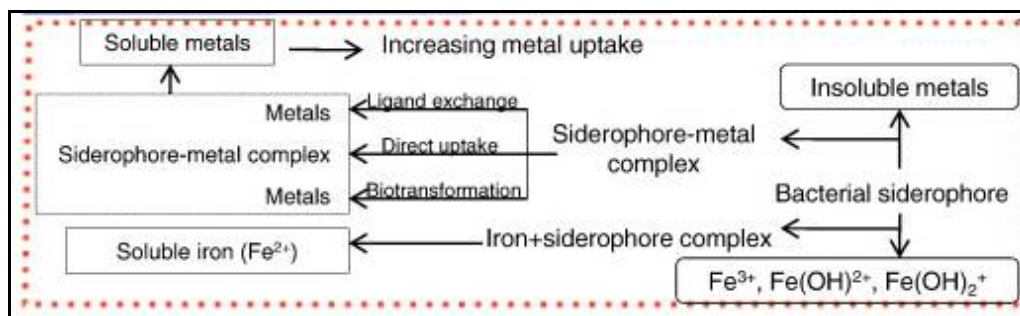 Soluble metals
Increasing metal uptake
Insoluble metals
Metals
Ligand exchange
Siderophore-metal complex
Direct uptake
Siderophore-metal
complex
Metals
Biotransformation
Bacterial siderophore
Soluble iron (Fe²⁺)
Iron+siderophore complex
Fe³⁺, Fe(OH)²⁺, Fe(OH)₂⁺